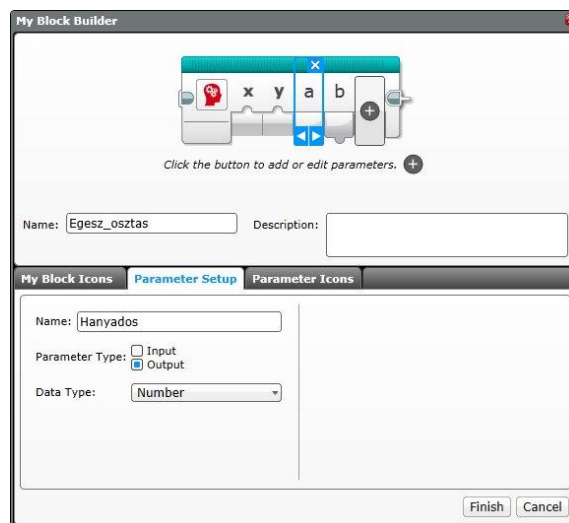 My Block Builder
x y a b
Click the button to add or edit parameters.
Name: Egesz_osztas Description:
My Block Icons Parameter Setup Parameter Icons
Name: Hanyados
Parameter Type: Input
Output
Data Type: Number
Finish Cancel